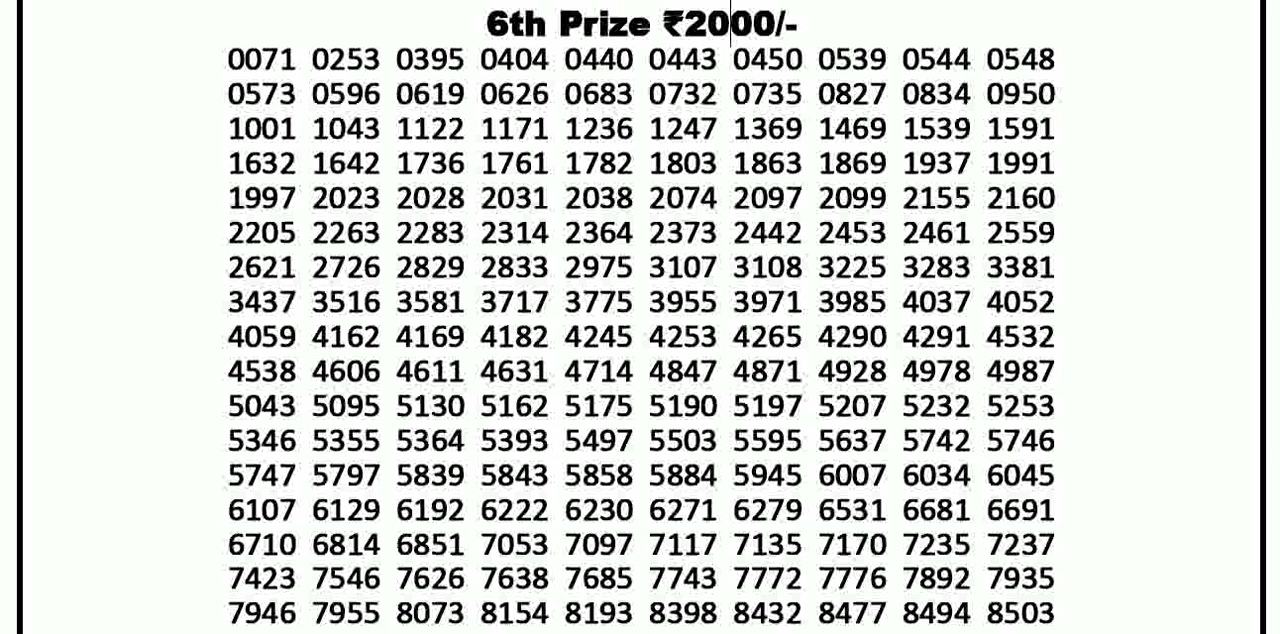 6th Prize ₹2000/-
0071 0253 0395 0404 0440 0443 0450 0539 0544 0548
0573 0596 0619 0626 0683 0732 0735 0827 0834 0950
1001 1043 1122 1171 1236 1247 1369 1469 1539 1591
1632 1642 1736 1761 1782 1803 1863 1869 1937 1991
1997 2023 2028 2031 2038 2074 2097 2099 2155 2160
2205 2263 2283 2314 2364 2373 2442 2453 2461 2559
2621 2726 2829 2833 2975 3107 3108 3225 3283 3381
3437 3516 3581 3717 3775 3955 3971 3985 4037 4052
4059 4162 4169 4182 4245 4253 4265 4290 4291 4532
4538 4606 4611 4631 4714 4847 4871 4928 4978 4987
5043 5095 5130 5162 5175 5190 5197 5207 5232 5253
5346 5355 5364 5393 5497 5503 5595 5637 5742 5746
5747 5797 5839 5843 5858 5884 5945 6007 6034 6045
6107 6129 6192 6222 6230 6271 6279 6531 6681 6691
6710 6814 6851 7053 7097 7117 7135 7170 7235 7237
7423 7546 7626 7638 7685 7743 7772 7776 7892 7935
7946 7955 8073 8154 8193 8398 8432 8477 8494 8503